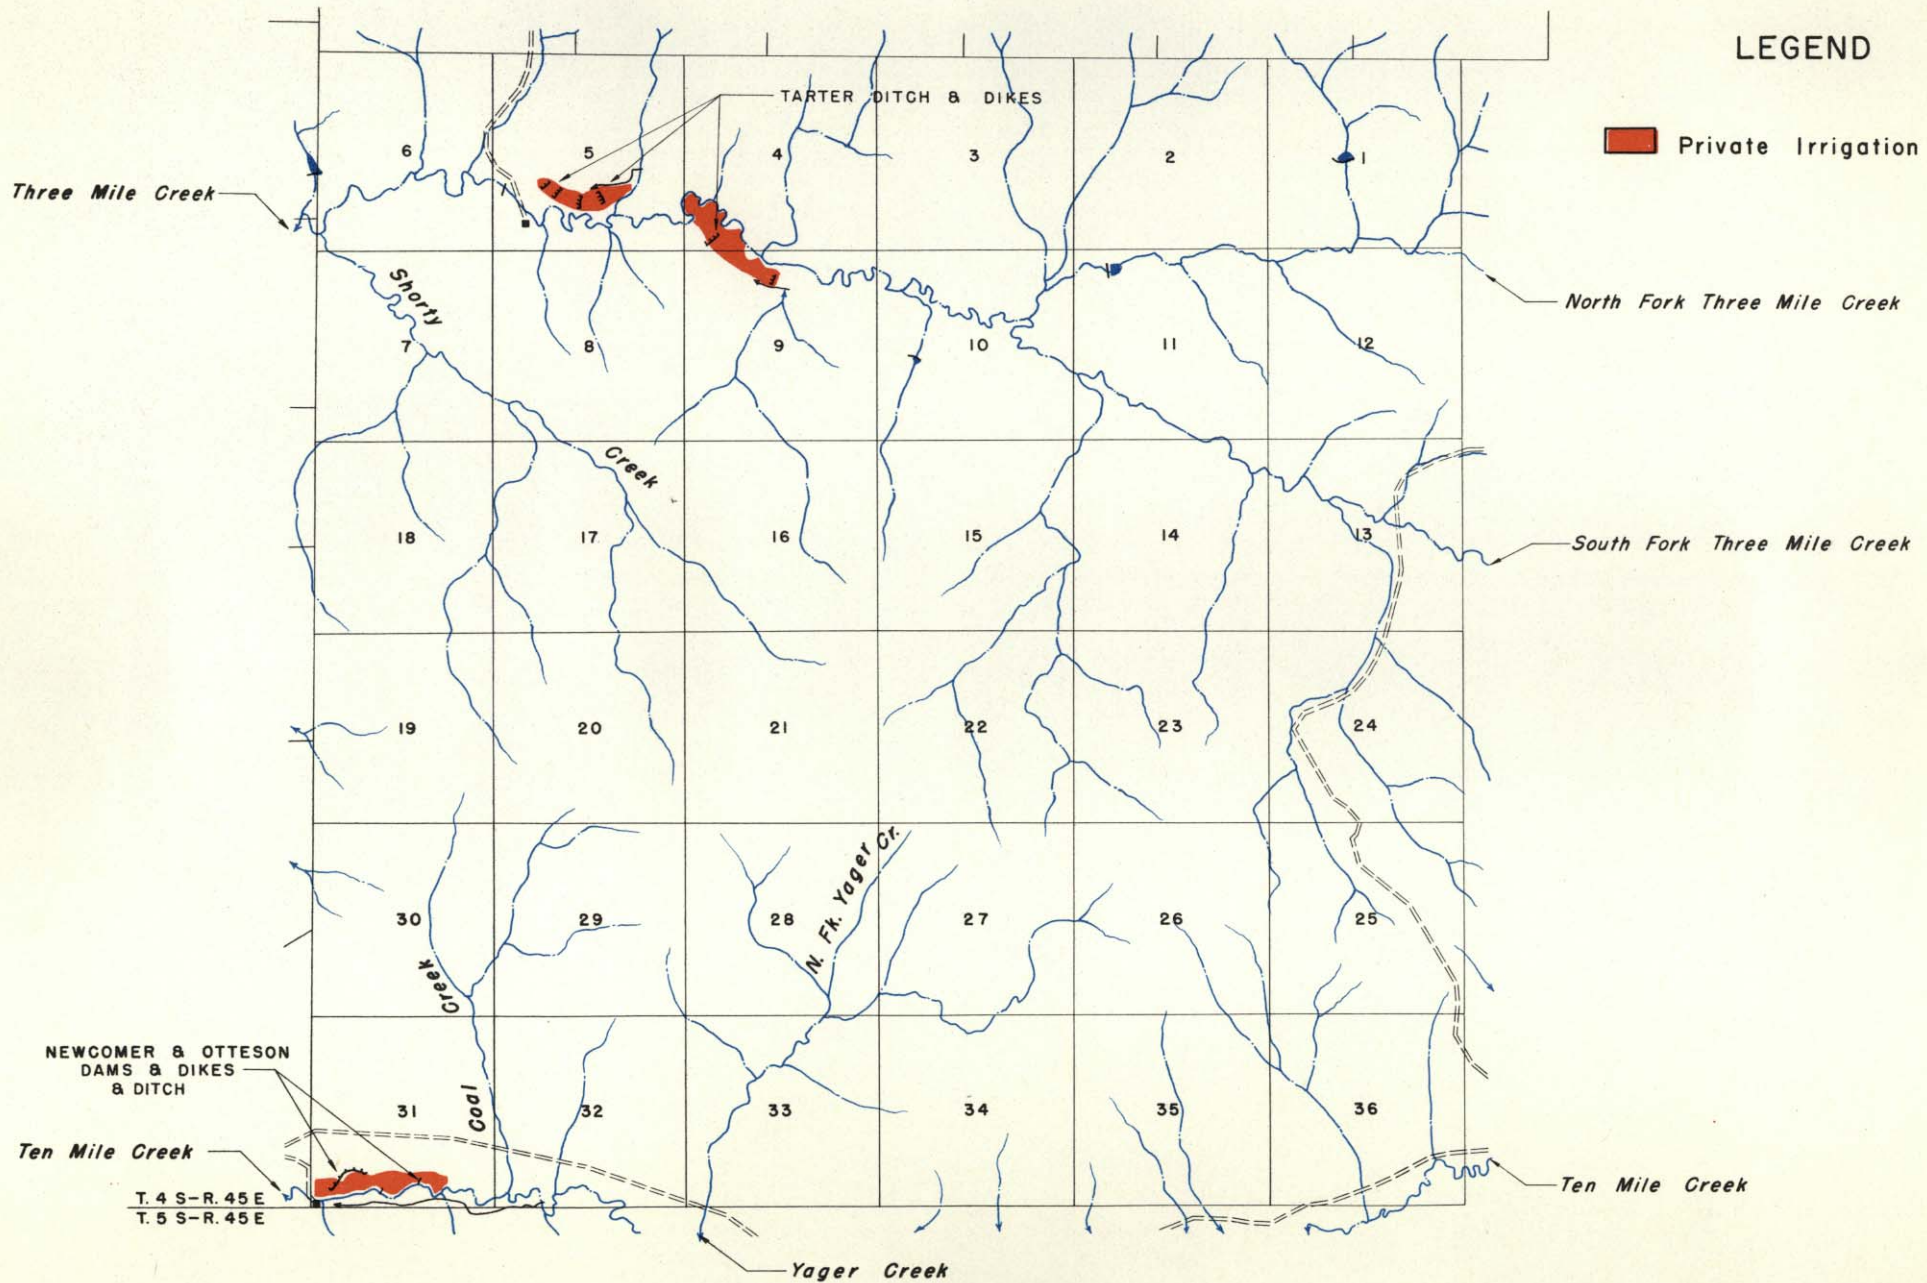 LEGEND
Private Irrigation
TARTER DITCH & DIKES
6 5 4 3 2 1
Three Mile Creek
North Fork Three Mile Creek
Shorty
Creek
7 8 9 10 11 12
18 17 16 15 14 13
South Fork Three Mile Creek
19 20 21 22 23 24
N. Fk. Yager Cr.
30 29 28 27 26 25
Coal Creek
NEWCOMER & OTTESON
DAMS & DIKES
& DITCH
31 32 33 34 35 36
Ten Mile Creek
T. 4 S-R. 45 E
T. 5 S-R. 45 E
Ten Mile Creek
Yager Creek